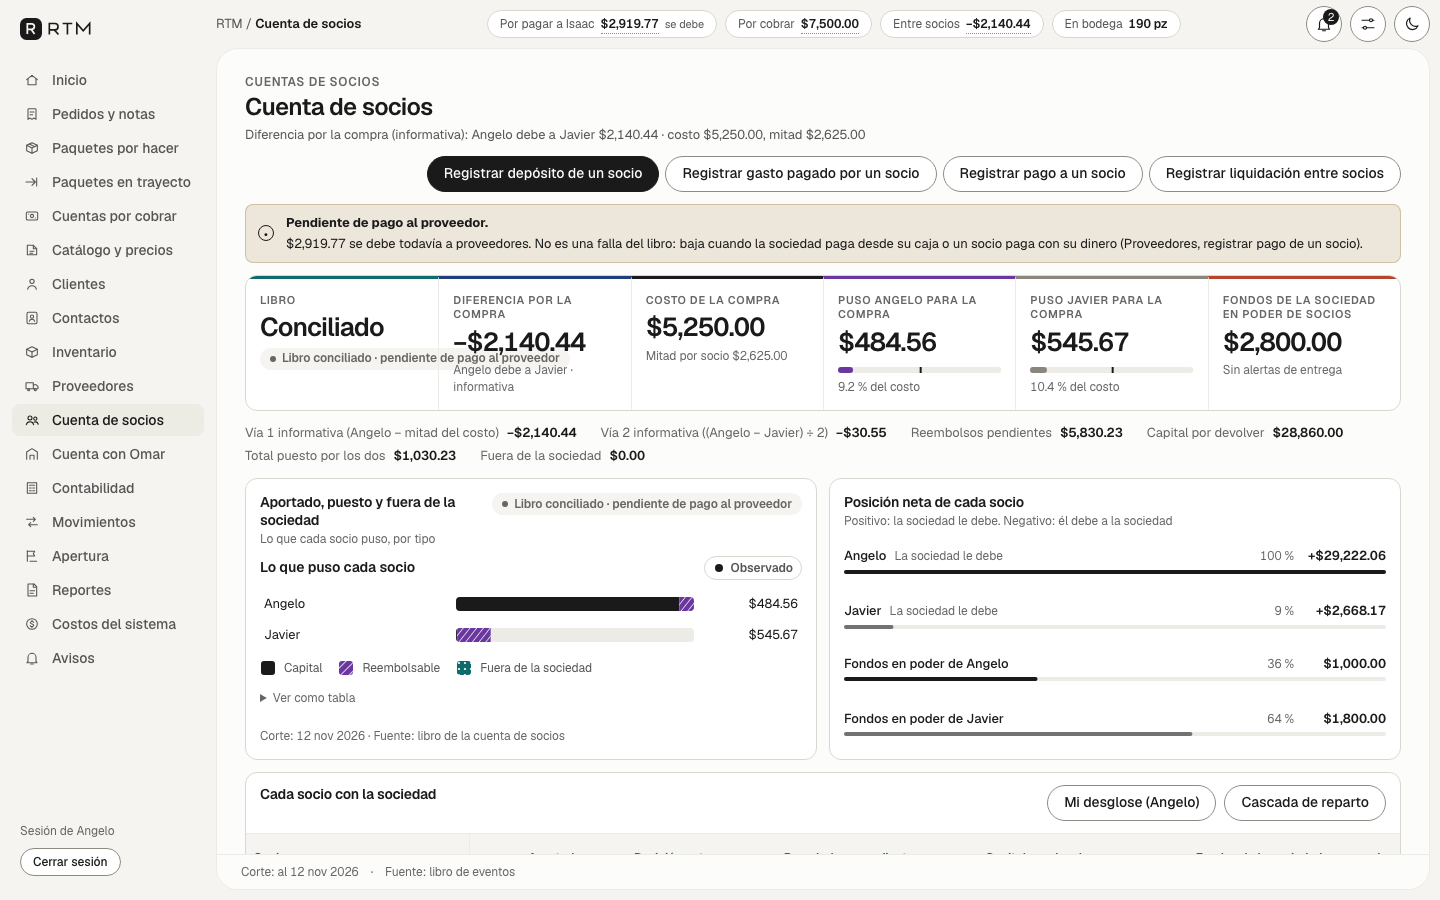 R RTM
RTM / Cuenta de socios
Por pagar a Isaac $2,919.77 se debe
Por cobrar $7,500.00
Entre socios −$2,140.44
En bodega 190 pz
2
Inicio
Pedidos y notas
Paquetes por hacer
Paquetes en trayecto
Cuentas por cobrar
Catálogo y precios
Clientes
Contactos
Inventario
Proveedores
Cuenta de socios
Cuenta con Omar
Contabilidad
Movimientos
Apertura
Reportes
Costos del sistema
Avisos
Sesión de Angelo
Cerrar sesión
CUENTAS DE SOCIOS
Cuenta de socios
Diferencia por la compra (informativa): Angelo debe a Javier $2,140.44 · costo $5,250.00, mitad $2,625.00
Registrar depósito de un socio
Registrar gasto pagado por un socio
Registrar pago a un socio
Registrar liquidación entre socios
Pendiente de pago al proveedor.
$2,919.77 se debe todavía a proveedores. No es una falla del libro: baja cuando la sociedad paga desde su caja o un socio paga con su dinero (Proveedores, registrar pago de un socio).
LIBRO
Conciliado
Libro conciliado · pendiente de pago al proveedor
DIFERENCIA POR LA
COMPRA
−$2,140.44
Angelo debe a Javier ·
informativa
COSTO DE LA COMPRA
$5,250.00
Mitad por socio $2,625.00
PUSO ANGELO PARA LA
COMPRA
$484.56
9.2 % del costo
PUSO JAVIER PARA LA
COMPRA
$545.67
10.4 % del costo
FONDOS DE LA SOCIEDAD
EN PODER DE SOCIOS
$2,800.00
Sin alertas de entrega
Vía 1 informativa (Angelo − mitad del costo) −$2,140.44
Vía 2 informativa ((Angelo − Javier) ÷ 2) −$30.55
Reembolsos pendientes $5,830.23
Capital por devolver $28,860.00
Total puesto por los dos $1,030.23
Fuera de la sociedad $0.00
Aportado, puesto y fuera de la
sociedad
Libro conciliado · pendiente de pago al proveedor
Lo que cada socio puso, por tipo
Lo que puso cada socio
Observado
Angelo $484.56
Javier $545.67
Capital
Reembolsable
Fuera de la sociedad
Ver como tabla
Corte: 12 nov 2026 · Fuente: libro de la cuenta de socios
Posición neta de cada socio
Positivo: la sociedad le debe. Negativo: él debe a la sociedad
Angelo La sociedad le debe 100 % +$29,222.06
Javier La sociedad le debe 9 % +$2,668.17
Fondos en poder de Angelo 36 % $1,000.00
Fondos en poder de Javier 64 % $1,800.00
Cada socio con la sociedad
Mi desglose (Angelo)
Cascada de reparto
Corte: al 12 nov 2026 · Fuente: libro de eventos